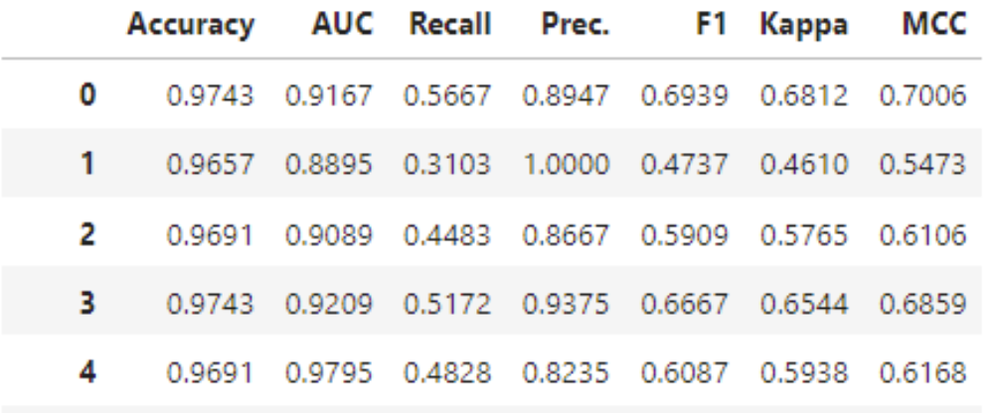 Accuracy AUC Recall Prec. F1 Kappa MCC
0 0.9743 0.9167 0.5667 0.8947 0.6939 0.6812 0.7006
1 0.9657 0.8895 0.3103 1.0000 0.4737 0.4610 0.5473
2 0.9691 0.9089 0.4483 0.8667 0.5909 0.5765 0.6106
3 0.9743 0.9209 0.5172 0.9375 0.6667 0.6544 0.6859
4 0.9691 0.9795 0.4828 0.8235 0.6087 0.5938 0.6168